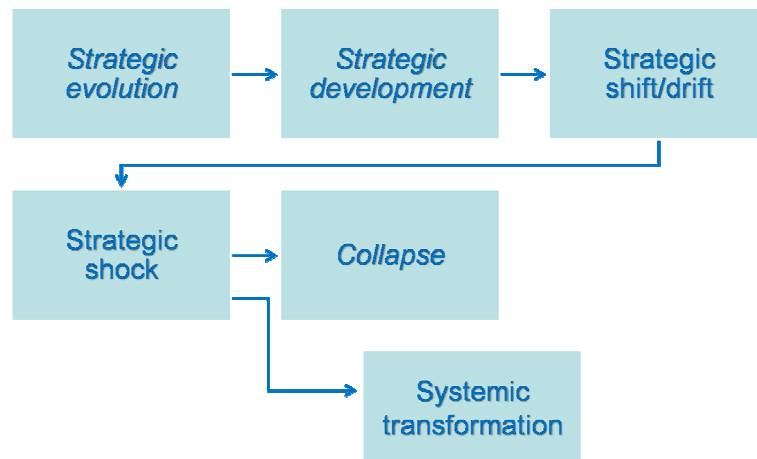 Strategic
evolution
Strategic
development
Strategic
shift/drift
Strategic
shock
Collapse
Systemic
transformation